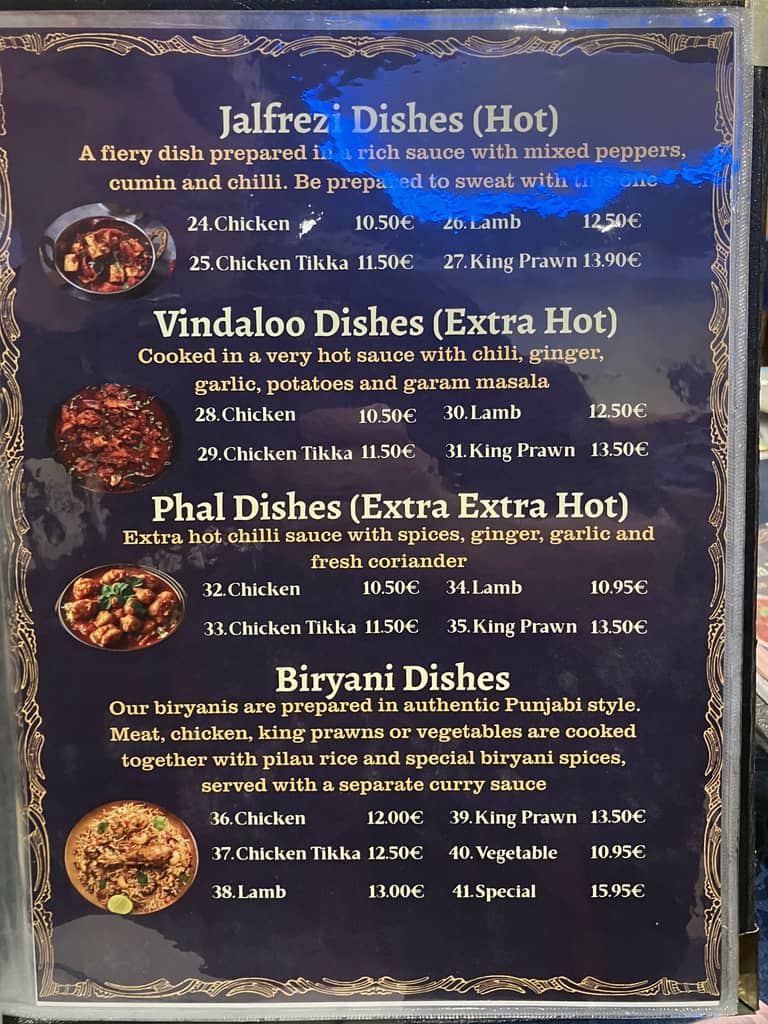 Jalfrezi Dishes (Hot)
A fiery dish prepared in a rich sauce with mixed peppers,
cumin and chilli. Be prepared to sweat with this one
24.Chicken 10.50€ 26.Lamb 12.50€
25.Chicken Tikka 11.50€ 27.King Prawn 13.90€
Vindaloo Dishes (Extra Hot)
Cooked in a very hot sauce with chili, ginger,
garlic, potatoes and garam masala
28.Chicken 10.50€ 30.Lamb 12.50€
29.Chicken Tikka 11.50€ 31.King Prawn 13.50€
Phal Dishes (Extra Extra Hot)
Extra hot chilli sauce with spices, ginger, garlic and
fresh coriander
32.Chicken 10.50€ 34.Lamb 10.95€
33.Chicken Tikka 11.50€ 35.King Prawn 13.50€
Biryani Dishes
Our biryanis are prepared in authentic Punjabi style.
Meat, chicken, king prawns or vegetables are cooked
together with pilau rice and special biryani spices,
served with a separate curry sauce
36.Chicken 12.00€ 39.King Prawn 13.50€
37.Chicken Tikka 12.50€ 40.Vegetable 10.95€
38.Lamb 13.00€ 41.Special 15.95€